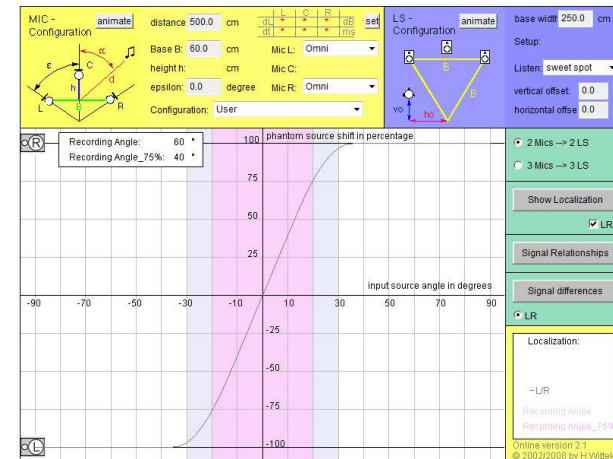 MIC -
Configuration
animate
distance 500.0 cm
L C R
dL * * * dB
dt * * * ms
set
Base B: 60.0 cm
Mic L: Omni
height h: cm
Mic C:
epsilon: 0.0 degree
Mic R: Omni
Configuration: User
ε α C d h L B R
LS -
Configuration
animate
B
B
vo ho
base width 250.0 cm
Setup:
Listen: sweet spot
vertical offset: 0.0
horizontal offse 0.0
R
Recording Angle: 60 °
Recording Angle_75%: 40 °
phantom source shift in percentage
100
75
50
25
input source angle in degrees
-90 -70 -50 -30 -10 10 30 50 70 90
-25
-50
-75
-100
L
2 Mics --> 2 LS
3 Mics --> 3 LS
Show Localization
LR
Signal Relationships
Signal differences
LR
Localization:
–L/R
Recording Angle
Recording Angle_75%
Online version 2.1
© 2002/2008 by H.Wittek